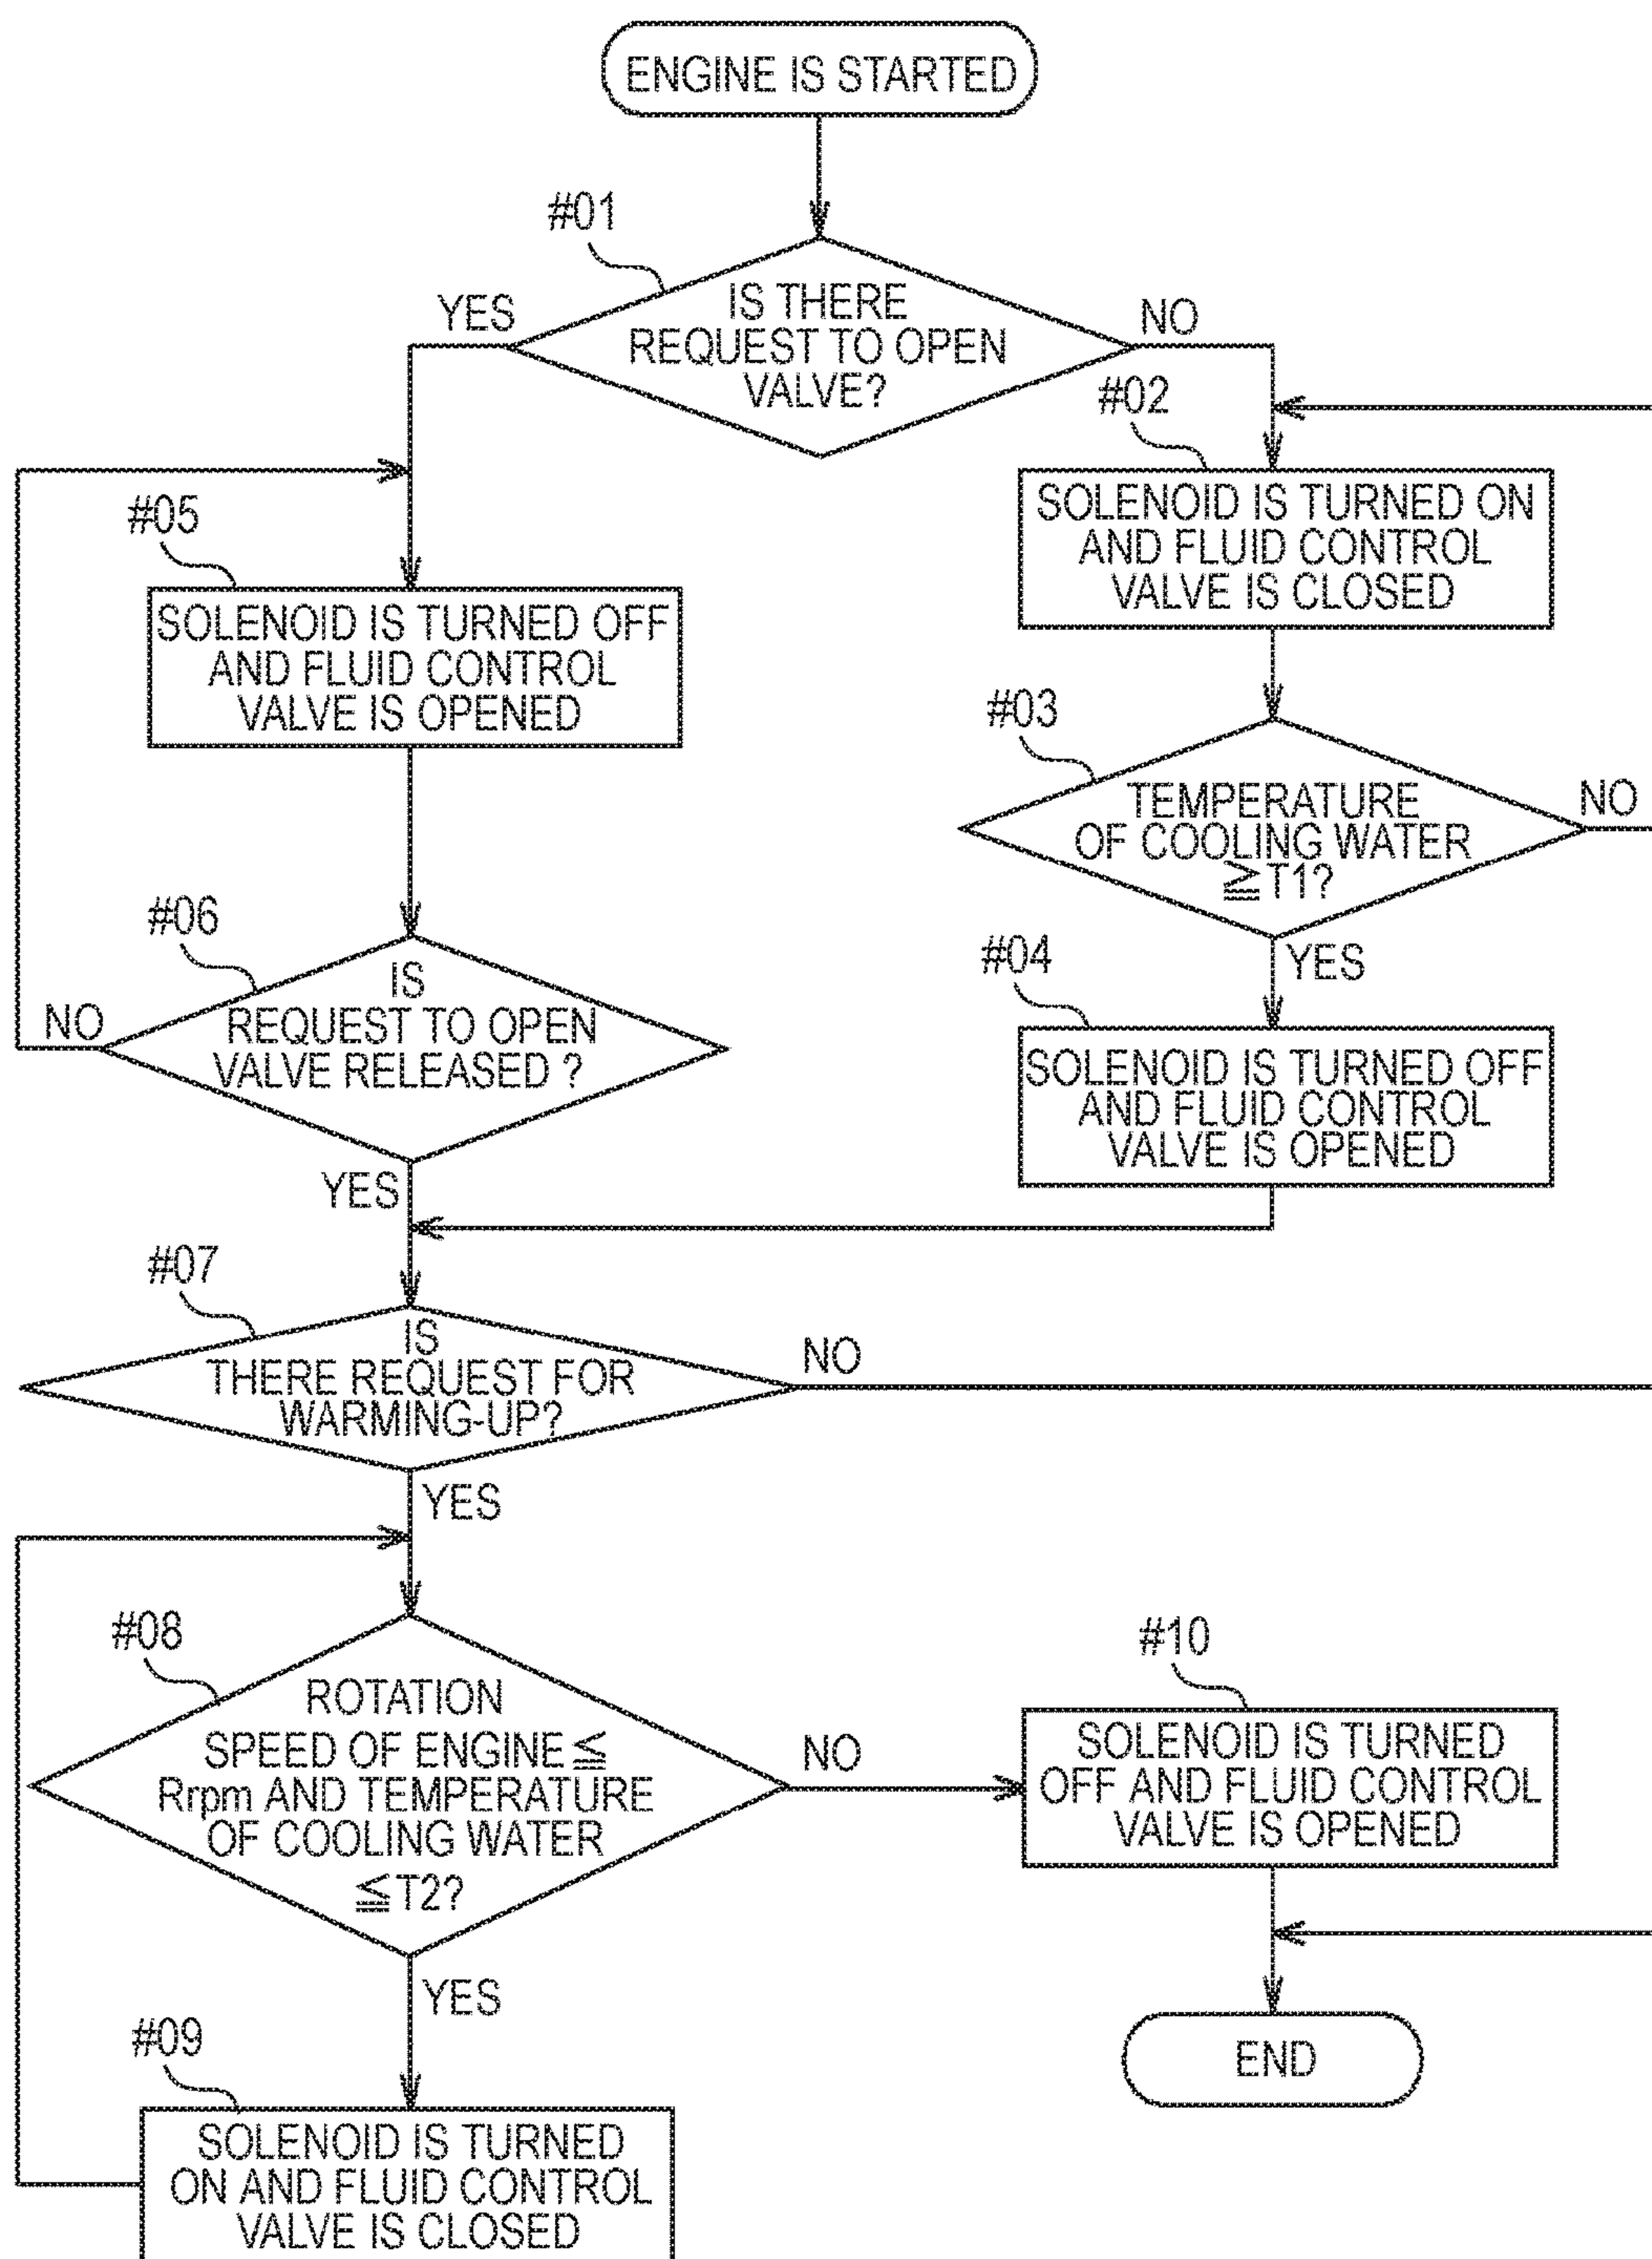 ENGINE IS STARTED
#01
IS THERE
REQUEST TO OPEN
VALVE?
YES
NO
#02
SOLENOID IS TURNED ON
AND FLUID CONTROL
VALVE IS CLOSED
#05
SOLENOID IS TURNED OFF
AND FLUID CONTROL
VALVE IS OPENED
#03
TEMPERATURE
OF COOLING WATER
≧T1?
NO
YES
#06
IS
REQUEST TO OPEN
VALVE RELEASED ?
NO
YES
#04
SOLENOID IS TURNED OFF
AND FLUID CONTROL
VALVE IS OPENED
#07
IS
THERE REQUEST FOR
WARMING-UP?
NO
YES
#08
ROTATION
SPEED OF ENGINE≦
Rrpm AND TEMPERATURE
OF COOLING WATER
≦T2?
NO
YES
#10
SOLENOID IS TURNED
OFF AND FLUID CONTROL
VALVE IS OPENED
END
#09
SOLENOID IS TURNED
ON AND FLUID CONTROL
VALVE IS CLOSED